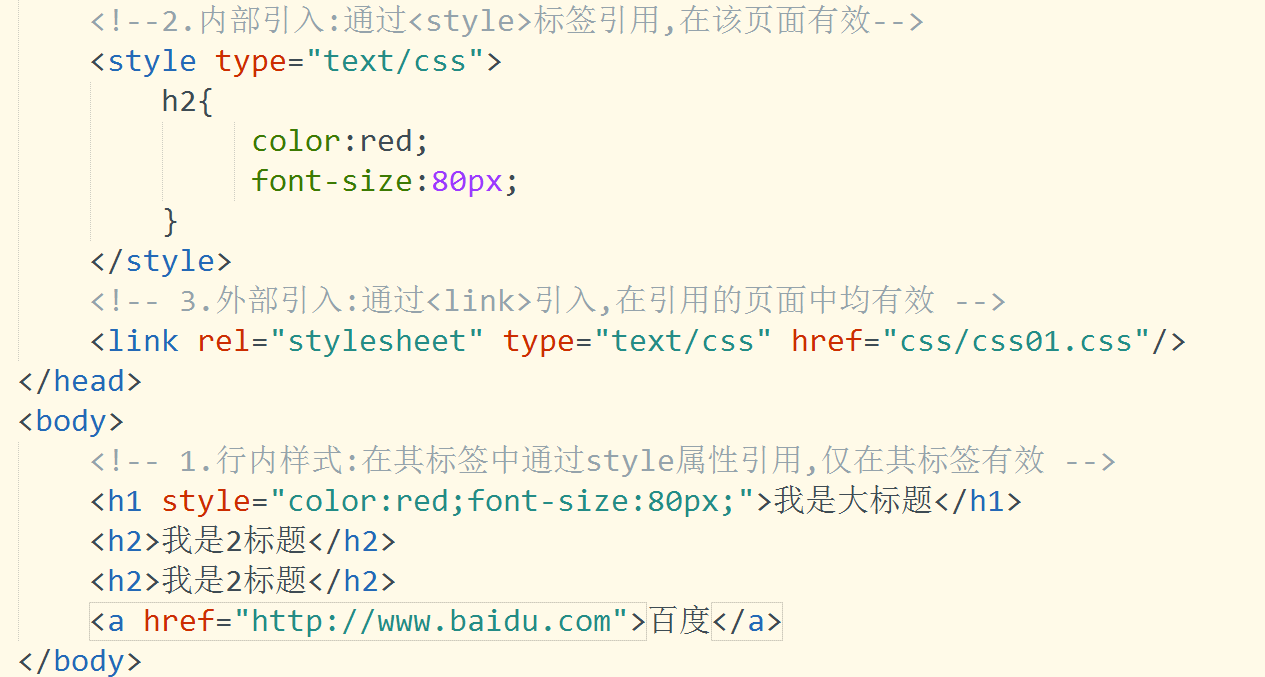 <!--2.内部引入:通过<style>标签引用,在该页面有效-->
<style type="text/css">
h2{
color:red;
font-size:80px;
}
</style>
<!-- 3.外部引入:通过<link>引入,在引用的页面中均有效 -->
<link rel="stylesheet" type="text/css" href="css/css01.css"/>
</head>
<body>
<!-- 1.行内样式:在其标签中通过style属性引用,仅在其标签有效 -->
<h1 style="color:red;font-size:80px;">我是大标题</h1>
<h2>我是2标题</h2>
<h2>我是2标题</h2>
<a href="http://www.baidu.com">百度</a>
</body>